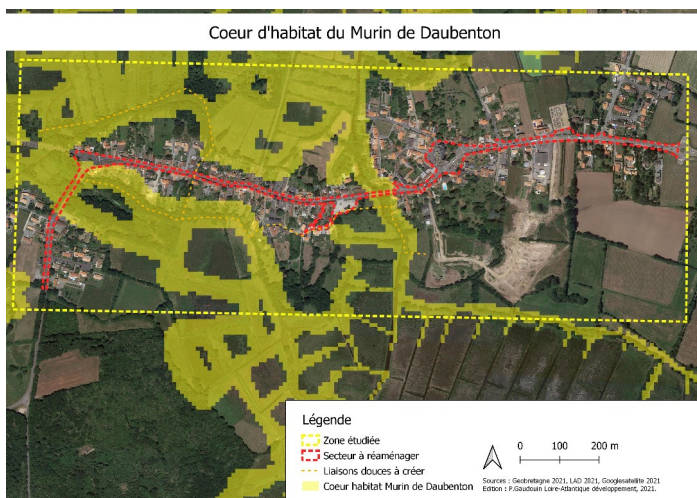 Coeur d'habitat du Murin de Daubenton
Légende
Zone étudiée
Secteur à réaménager
Liaisons douces à créer
Coeur habitat Murin de Daubenton
0 100 200 m
Sources : Geobretagne 2021, LAD 2021, Googlesatellite 2021
Edition : P.Gaudouin Loire-Atlantique développement, 2021.